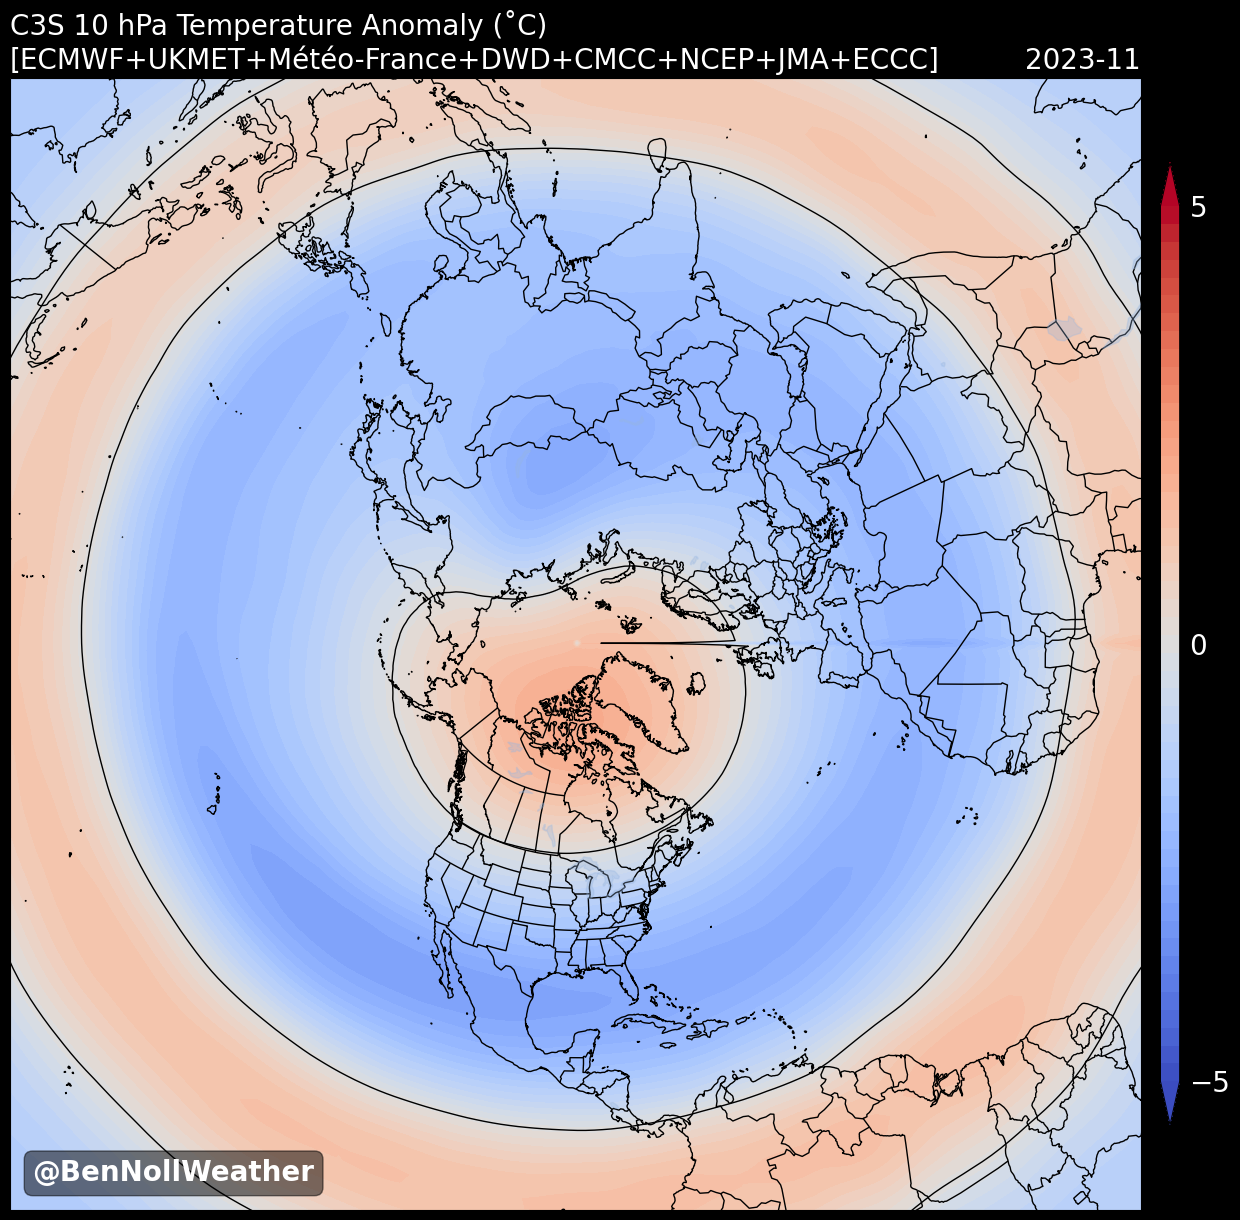 C3S 10 hPa Temperature Anomaly (˚C)
[ECMWF+UKMET+Météo-France+DWD+CMCC+NCEP+JMA+ECCC] 2023-11
5
0
−5
@BenNollWeather